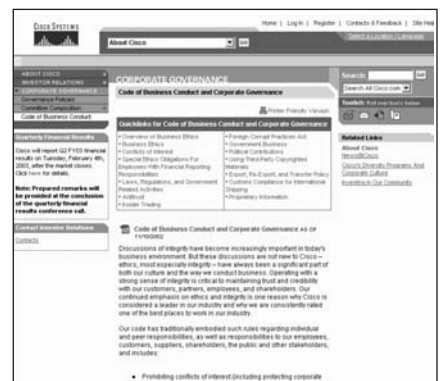 CISCO SYSTEMS
Home | Log In | Register | Contacts & Feedback | Site Help
About Cisco
GO
Select a Location / Language
ABOUT CISCO
INVESTOR RELATIONS
CORPORATE GOVERNANCE
Governance Policies
Committee Composition
Code of Business Conduct
Quarterly Financial Results
Cisco will report Q2 FY03 financial
results on Tuesday, February 4th,
2003, after the market closes.
Click here for details.
Note: Prepared remarks will
be provided at the conclusion
of the quarterly financial
results conference call.
Contact Investor Relations
Contacts
CORPORATE GOVERNANCE
Code of Business Conduct and Corporate Governance
Printer Friendly Version
Quicklinks for Code of Business Conduct and Corporate Governance
• Overview of Business Ethics
• Business Ethics
• Conflicts of Interest
• Special Ethics Obligations For
Employees With Financial Reporting
Responsibilities
• Laws, Regulations, and Government
Related Activities
• Antitrust
• Insider Trading
• Foreign Corrupt Practices Act
• Government Business
• Political Contributions
• Using Third-Party Copyrighted
Materials
• Export, Re-Export, and Transfer Policy
• Customs Compliance for International
Shipping
• Proprietary Information
Code of Business Conduct and Corporate Governance AS OF
Discussions of integrity have become increasingly important in today's
business environment. But these discussions are not new to Cisco –
ethics, most especially integrity – have always been a significant part of
both our culture and the way we conduct business. Operating with a
strong sense of integrity is critical to maintaining trust and credibility
with our customers, partners, employees, and shareholders. Our
continued emphasis on ethics and integrity is one reason why Cisco is
considered a leader in our industry and why we are consistently rated
one of the best places to work in our industry.
Our code has traditionally embodied such rules regarding individual
and peer responsibilities, as well as responsibilities to our employees,
customers, suppliers, shareholders, the public and other stakeholders,
and includes:
• Prohibiting conflicts of interest (including protecting corporate
Search:
GO
Search All Cisco.com
Toolkit: Roll over tools below
Related Links
About Cisco
News@Cisco
Cisco's Diversity Programs And
Corporate Culture
Investing In Our Community